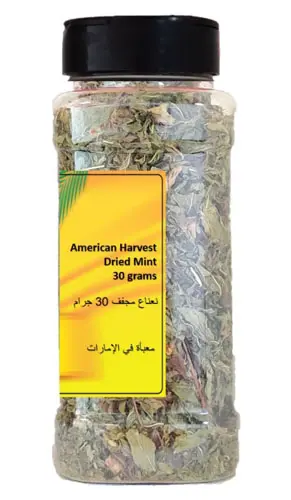 American Harvest
Dried Mint
30 grams
نعناع مجفف 30 جرام
معبأة في الإمارات